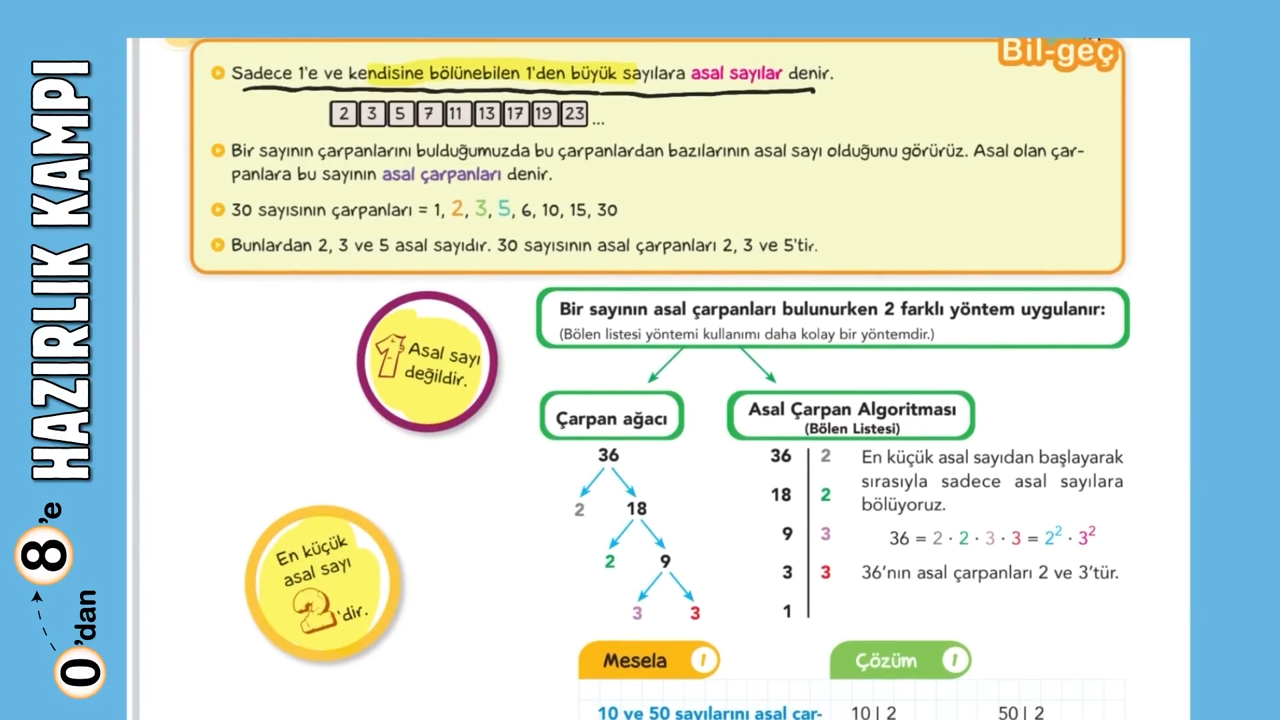 0'dan 8'e HAZIRLIK KAMPI
Bil-geç
Sadece 1'e ve kendisine bölünebilen 1'den büyük sayılara asal sayılar denir.
2 3 5 7 11 13 17 19 23 ...
Bir sayının çarpanlarını bulduğumuzda bu çarpanlardan bazılarının asal sayı olduğunu görürüz. Asal olan çar-
panlara bu sayının asal çarpanları denir.
30 sayısının çarpanları = 1, 2, 3, 5, 6, 10, 15, 30
Bunlardan 2, 3 ve 5 asal sayıdır. 30 sayısının asal çarpanları 2, 3 ve 5'tir.
1 Asal sayı
değildir.
En küçük
asal sayı
2'dir.
Bir sayının asal çarpanları bulunurken 2 farklı yöntem uygulanır:
(Bölen listesi yöntemi kullanımı daha kolay bir yöntemdir.)
Çarpan ağacı
36
2 18
2 9
3 3
Asal Çarpan Algoritması
(Bölen Listesi)
36 | 2
18 | 2
9 | 3
3 | 3
1 |
En küçük asal sayıdan başlayarak
sırasıyla sadece asal sayılara
bölüyoruz.
36 = 2 · 2 · 3 · 3 = 2² · 3²
36'nın asal çarpanları 2 ve 3'tür.
Mesela 1
Çözüm 1
10 ve 50 sayılarını asal çar-
10 | 2
50 | 2